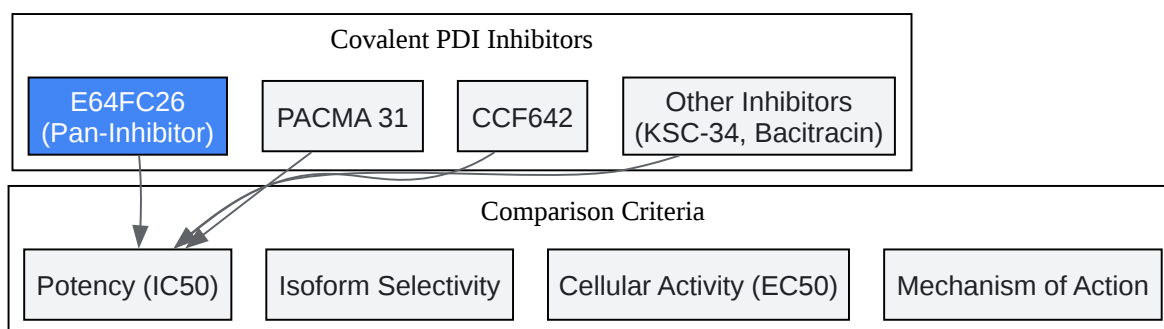 Covalent PDI Inhibitors
E64FC26
(Pan-Inhibitor)
PACMA 31
CCF642
Other Inhibitors
(KSC-34, Bacitracin)
Comparison Criteria
Potency (IC50)
Isoform Selectivity
Cellular Activity (EC50)
Mechanism of Action